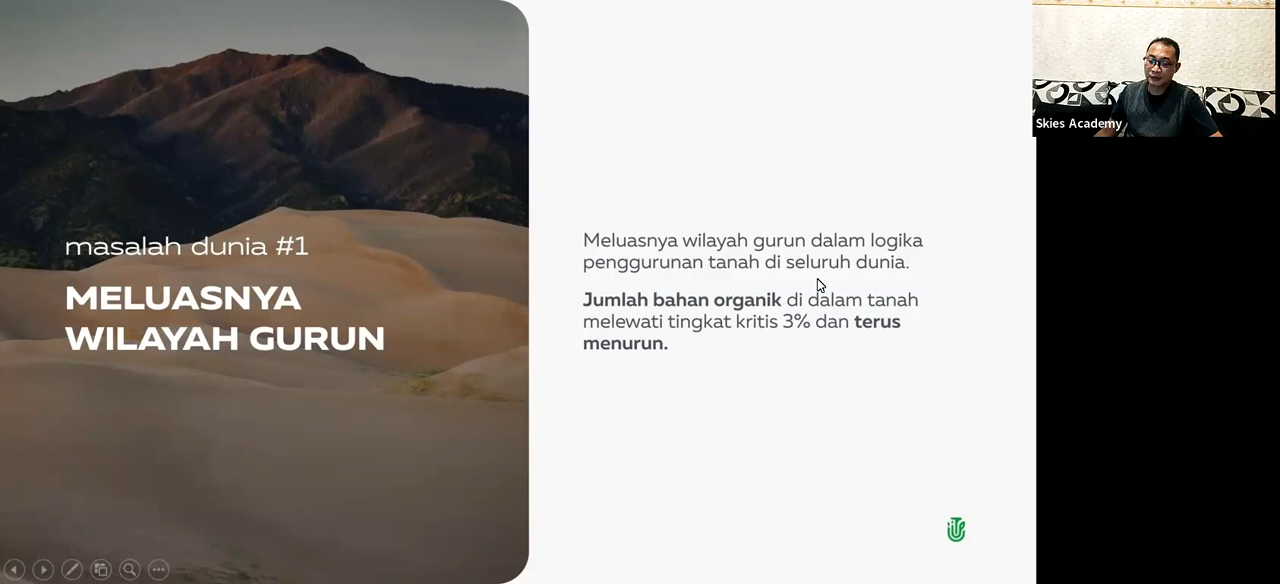 masalah dunia #1
MELUASNYA
WILAYAH GURUN
Meluasnya wilayah gurun dalam logika
penggurunan tanah di seluruh dunia.
Jumlah bahan organik di dalam tanah
melewati tingkat kritis 3% dan terus
menurun.
Skies Academy